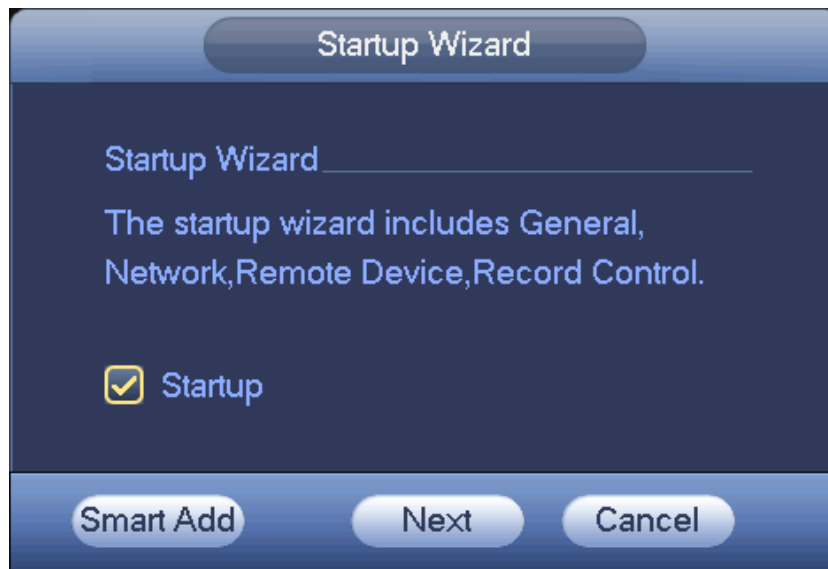 Startup Wizard
Startup Wizard
The startup wizard includes General,
Network,Remote Device,Record Control.
Startup
Smart Add Next Cancel